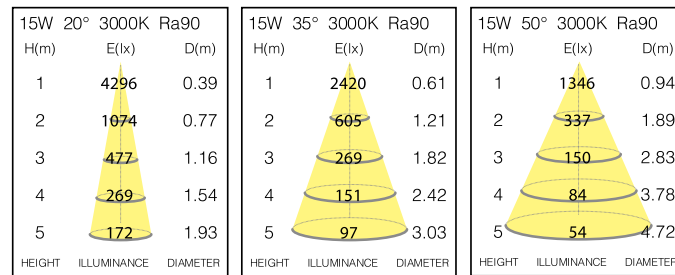 15W 20° 3000K Ra90
H(m) E(lx) D(m)
1 4296 0.39
2 1074 0.77
3 477 1.16
4 269 1.54
5 172 1.93
HEIGHT ILLUMINANCE DIAMETER
15W 35° 3000K Ra90
H(m) E(lx) D(m)
1 2420 0.61
2 605 1.21
3 269 1.82
4 151 2.42
5 97 3.03
HEIGHT ILLUMINANCE DIAMETER
15W 50° 3000K Ra90
H(m) E(lx) D(m)
1 1346 0.94
2 337 1.89
3 150 2.83
4 84 3.78
5 54 4.72
HEIGHT ILLUMINANCE DIAMETER